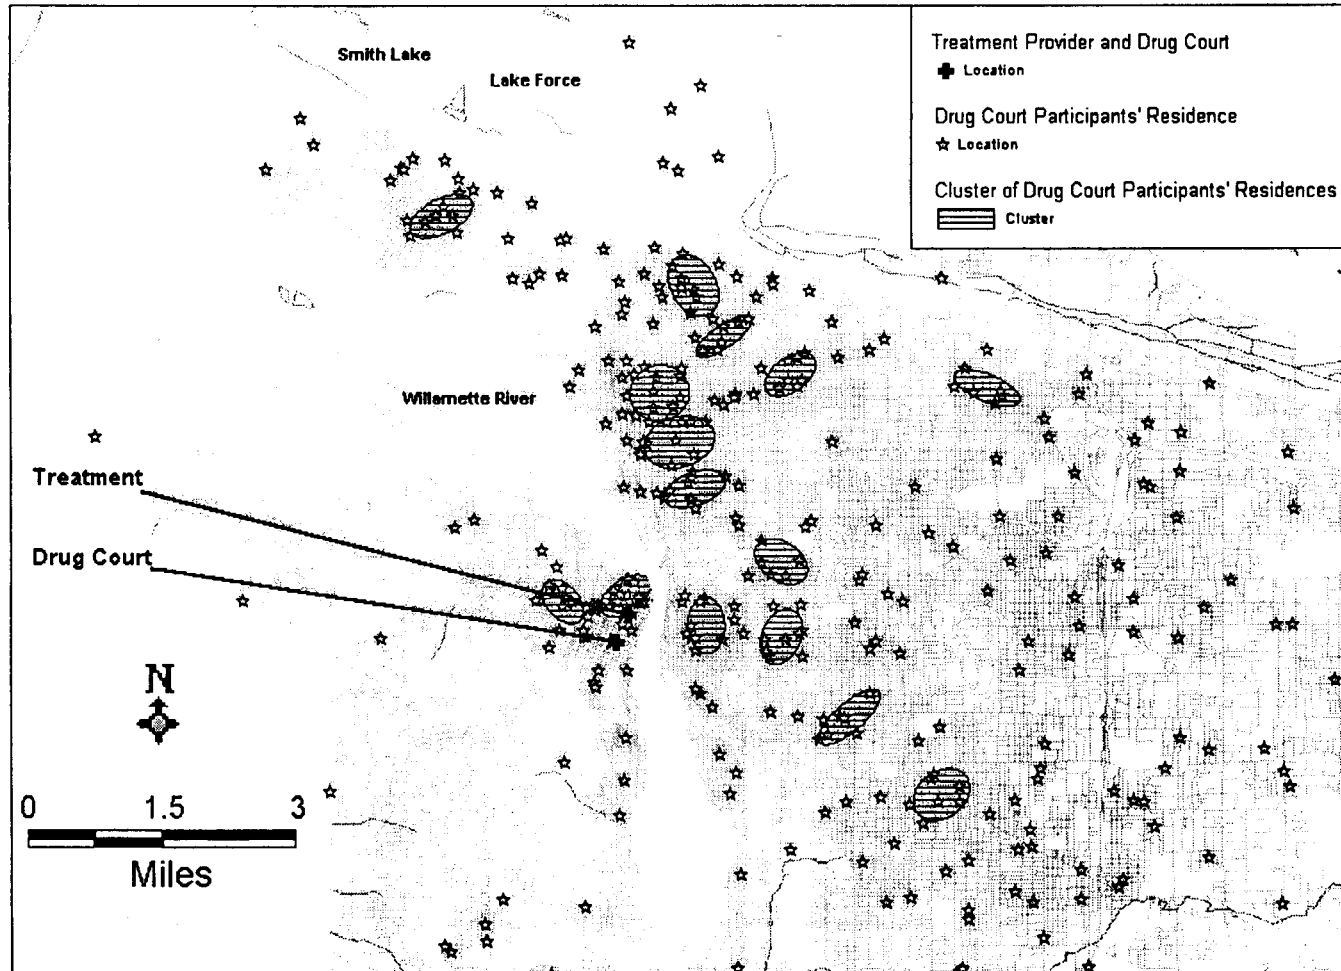 Smith Lake
Lake Force
Treatment Provider and Drug Court
Location
Drug Court Participants' Residence
Location
Cluster of Drug Court Participants' Residences
Cluster
Willamette River
Treatment
Drug Court
N
0 1.5 3
Miles